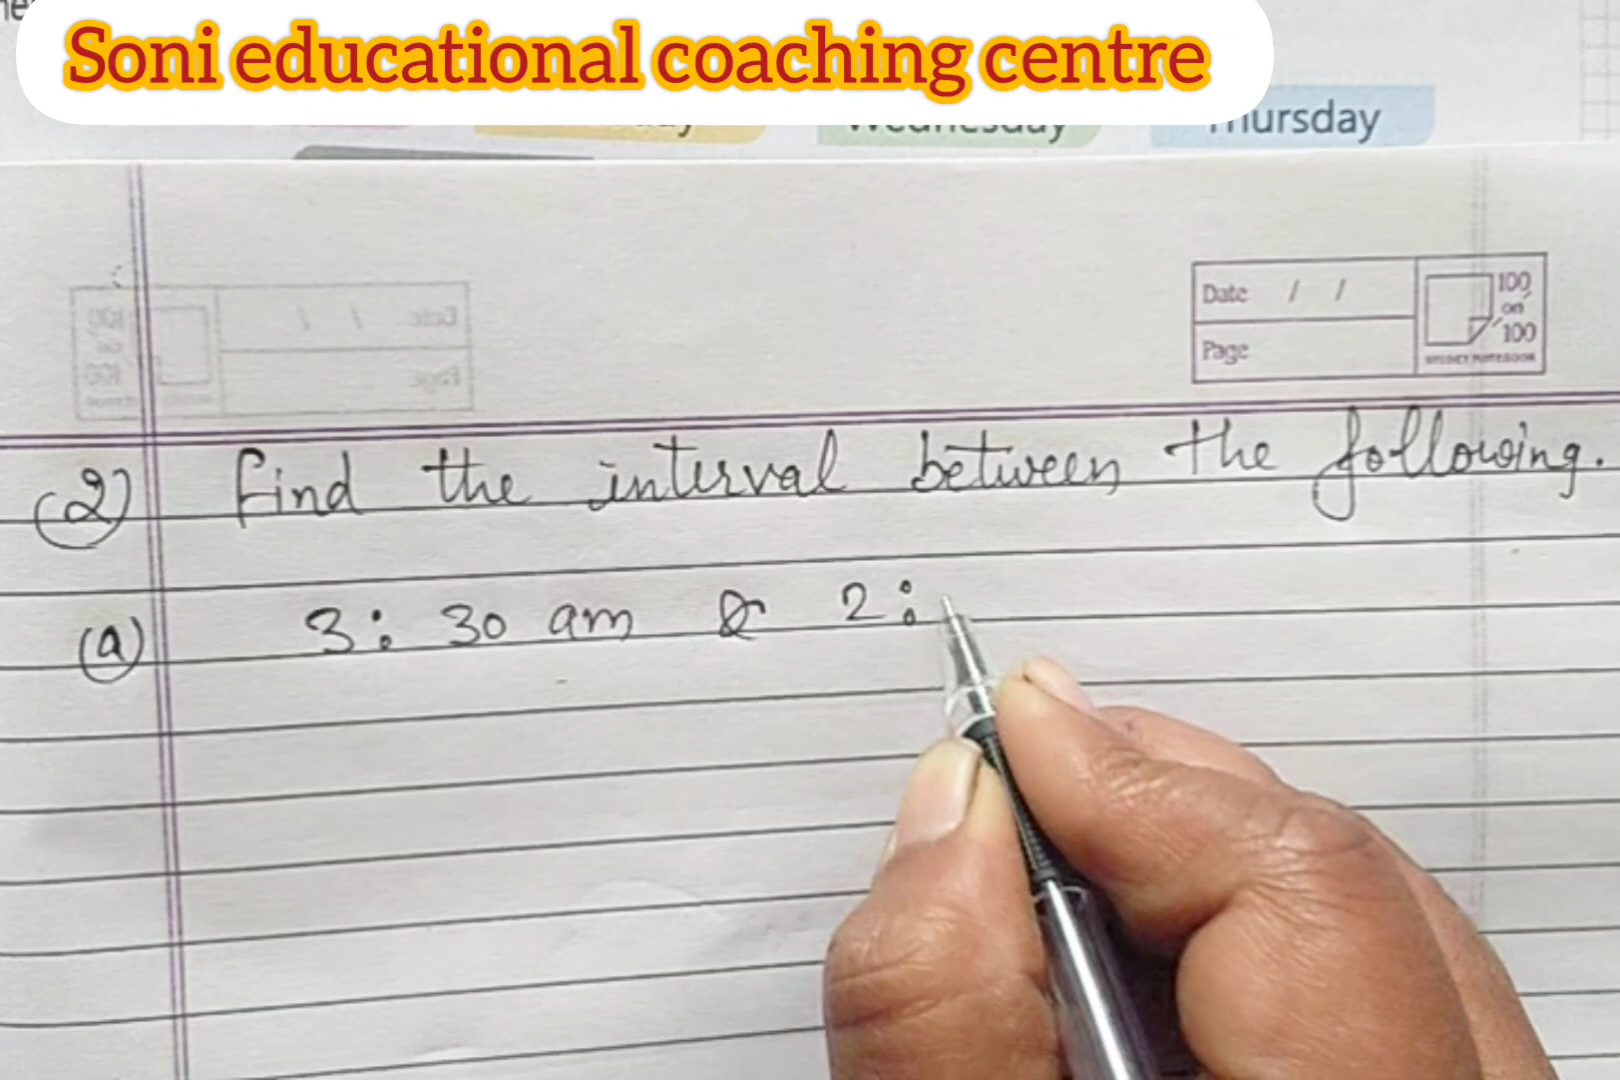 Soni educational coaching centre
Thursday
Date / /
Page
100
on
100
(2) Find the interval between the following.
(a) 3: 30 am & 2: